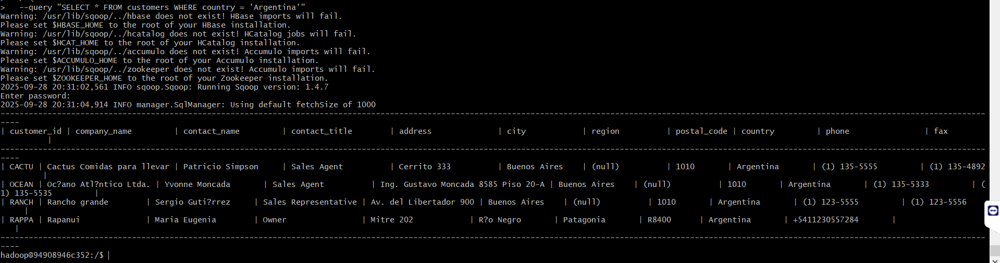 >   --query "SELECT * FROM customers WHERE country = 'Argentina'"
Warning: /usr/lib/sqoop/../hbase does not exist! HBase imports will fail.
Please set $HBASE_HOME to the root of your HBase installation.
Warning: /usr/lib/sqoop/../hcatalog does not exist! HCatalog jobs will fail.
Please set $HCAT_HOME to the root of your HCatalog installation.
Warning: /usr/lib/sqoop/../accumulo does not exist! Accumulo imports will fail.
Please set $ACCUMULO_HOME to the root of your Accumulo installation.
Warning: /usr/lib/sqoop/../zookeeper does not exist! Accumulo imports will fail.
Please set $ZOOKEEPER_HOME to the root of your Zookeeper installation.
2025-09-28 20:31:02,561 INFO sqoop.Sqoop: Running Sqoop version: 1.4.7
Enter password:
2025-09-28 20:31:04,914 INFO manager.SqlManager: Using default fetchSize of 1000
| customer_id | company_name | contact_name | contact_title | address | city | region | postal_code | country | phone | fax
|
| CACTU | Cactus Comidas para llevar | Patricio Simpson | Sales Agent | Cerrito 333 | Buenos Aires | (null) | 1010 | Argentina | (1) 135-5555 | (1) 135-4892
|
| OCEAN | Oc?ano Atl?ntico Ltda. | Yvonne Moncada | Sales Agent | Ing. Gustavo Moncada 8585 Piso 20-A | Buenos Aires | (null) | 1010 | Argentina | (1) 135-5333 | (
1) 135-5535 |
| RANCH | Rancho grande | Sergio Guti?rrez | Sales Representative | Av. del Libertador 900 | Buenos Aires | (null) | 1010 | Argentina | (1) 123-5555 | (1) 123-5556
|
| RAPPA | Rapanui | Maria Eugenia | Owner | Mitre 202 | R?o Negro | Patagonia | R8400 | Argentina | +5411230557284 |
|
hadoop@94908946c352:/$